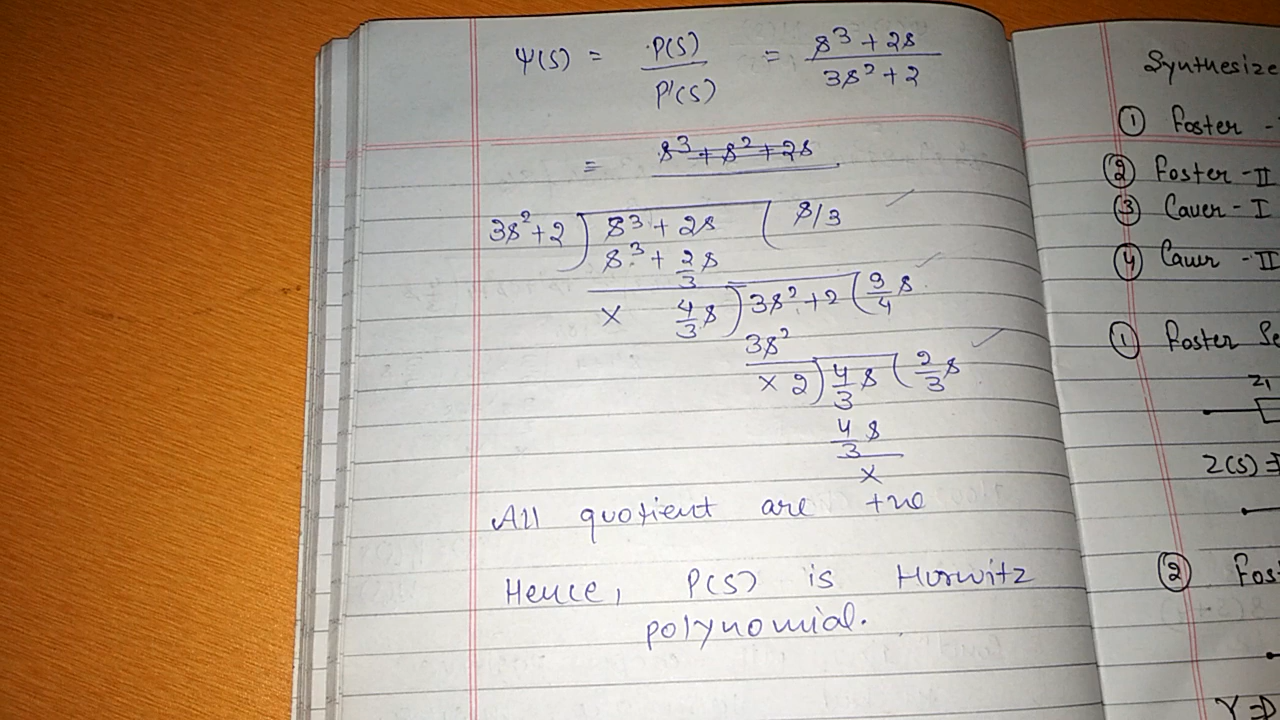 Ψ(S) = P(S) / P'(S) = s³ + 2s / 3s² + 2
= s³ + s² + 2s
3s² + 2 ) s³ + 2s ( s/3
s³ + 2/3 s
× 4/3 s ) 3s² + 2 ( 9/4 s
3s²
× 2 ) 4/3 s ( 2/3 s
4/3 s
×
All quotient are +ve
Hence, P(S) is Hurwitz
polynomial.
Synthesize
① Foster -
② Foster -II
③ Cauer -I
④ Cauer -II
① Foster Se
Z1
Z(S) =
② Fos
Y =